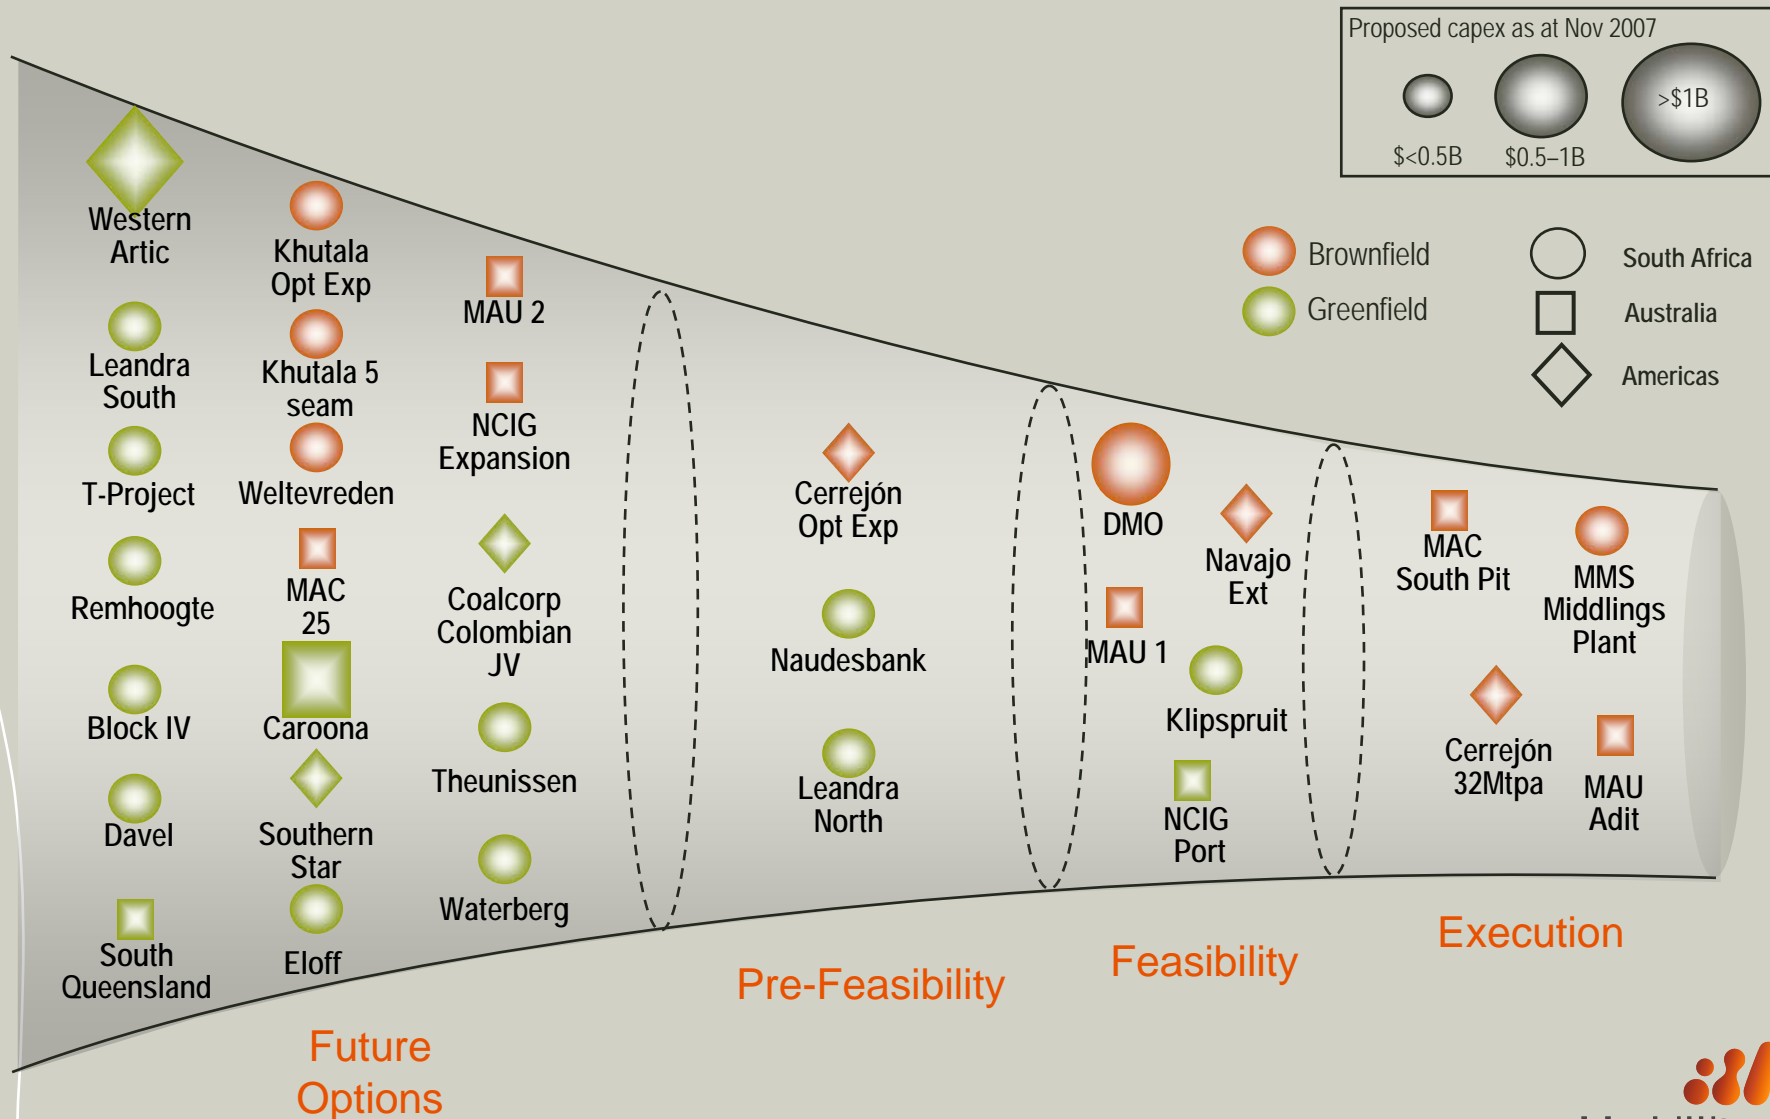 Proposed capex as at Nov 2007
>$1B
$<0.5B
$0.5–1B
Brownfield
South Africa
Greenfield
Australia
Americas
Western
Artic
Leandra
South
T-Project
Remhoogte
Block IV
Davel
South
Queensland
Khutala
Opt Exp
Khutala 5
seam
Weltevreden
MAC
25
Caroona
Southern
Star
Eloff
MAU 2
NCIG
Expansion
Coalcorp
Colombian
JV
Theunissen
Waterberg
Cerrejón
Opt Exp
Naudesbank
Leandra
North
DMO
MAU 1
Navajo
Ext
Klipspruit
NCIG
Port
MAC
South Pit
MMS
Middlings
Plant
Cerrejón
32Mtpa
MAU
Adit
Future
Options
Pre-Feasibility
Feasibility
Execution